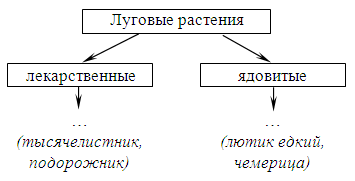 Луговые растения
лекарственные ядовитые
... ...
(тысячелистник, (лютик едкий,
подорожник) чемерица)